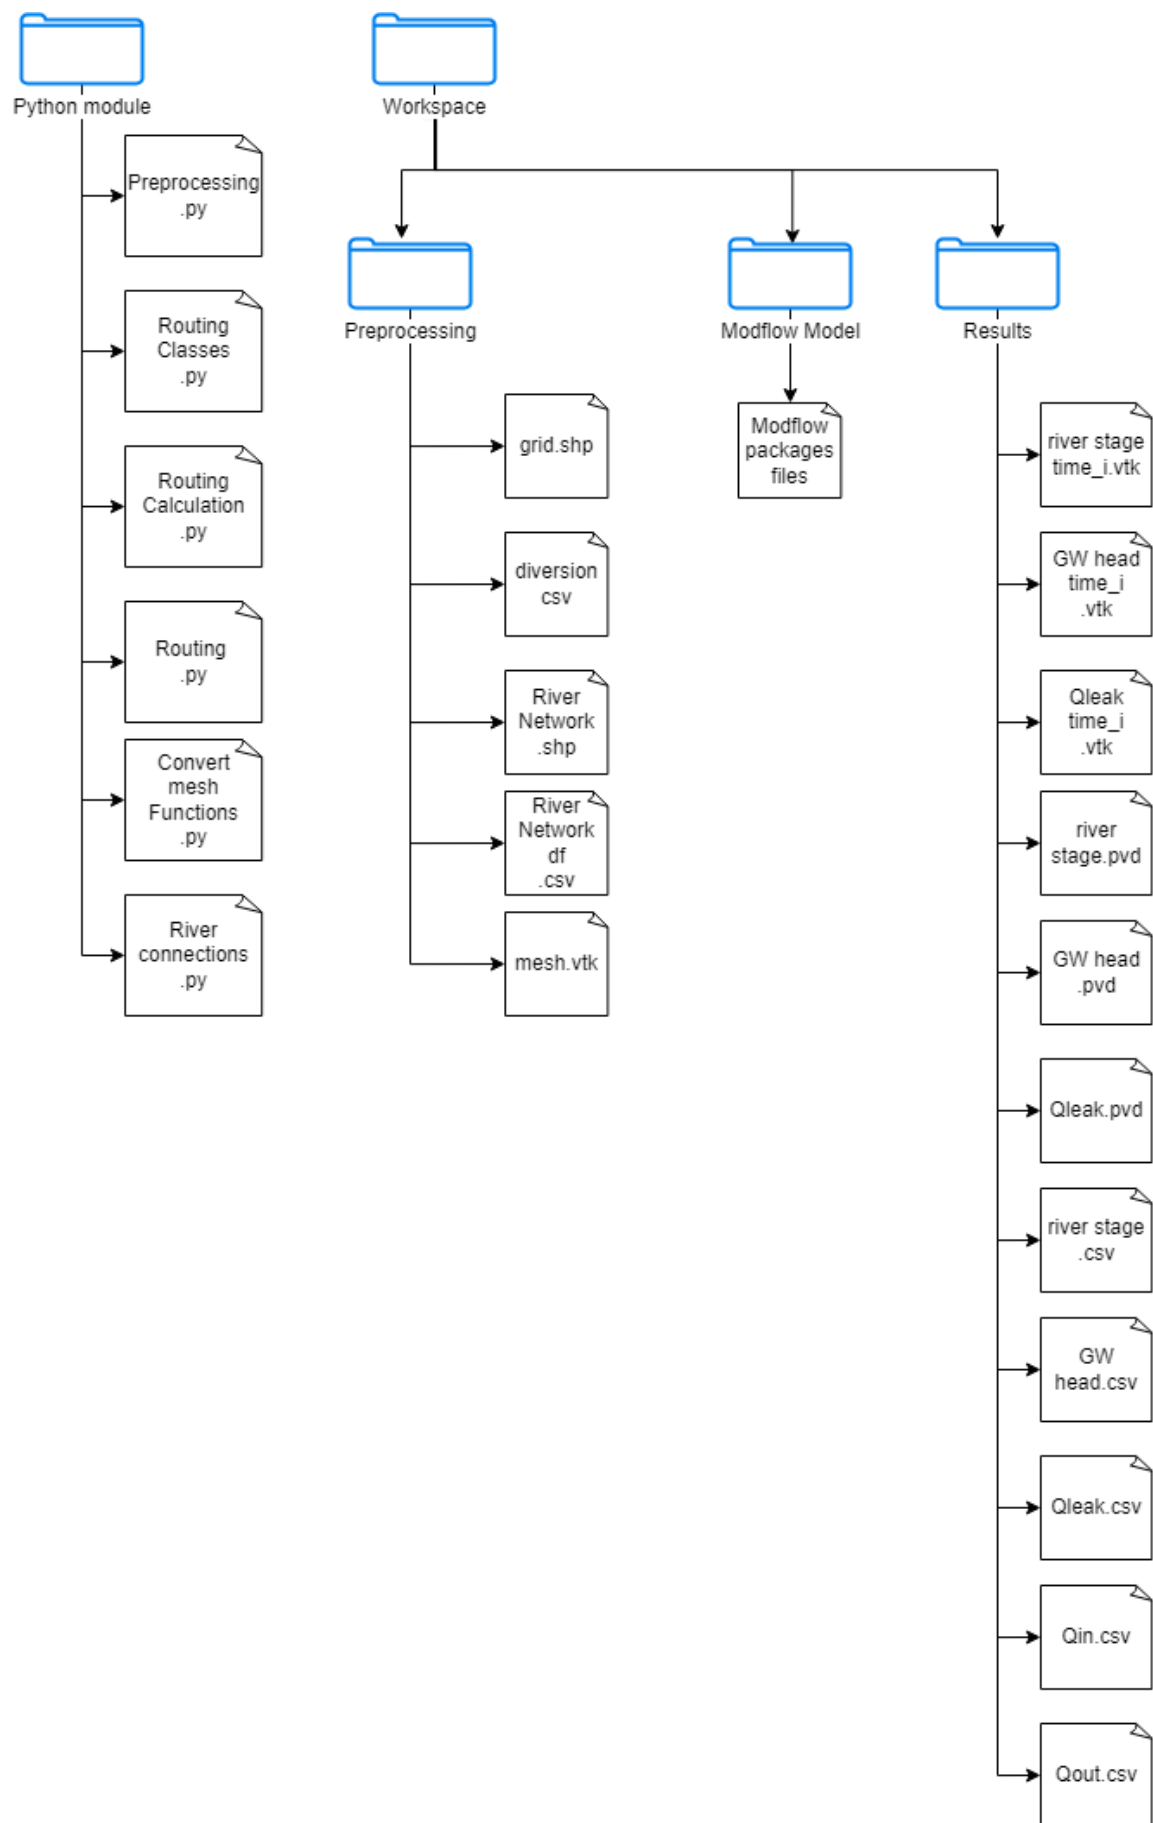 Python module
Preprocessing
.py
Routing
Classes
.py
Routing
Calculation
.py
Routing
.py
Convert
mesh
Functions
.py
River
connections
.py
Workspace
Preprocessing
grid.shp
diversion
csv
River
Network
.shp
River
Network
df
.csv
mesh.vtk
Modflow Model
Modflow
packages
files
Results
river stage
time_i.vtk
GW head
time_i
.vtk
Qleak
time_i
.vtk
river
stage.pvd
GW head
.pvd
Qleak.pvd
river stage
.csv
GW
head.csv
Qleak.csv
Qin.csv
Qout.csv